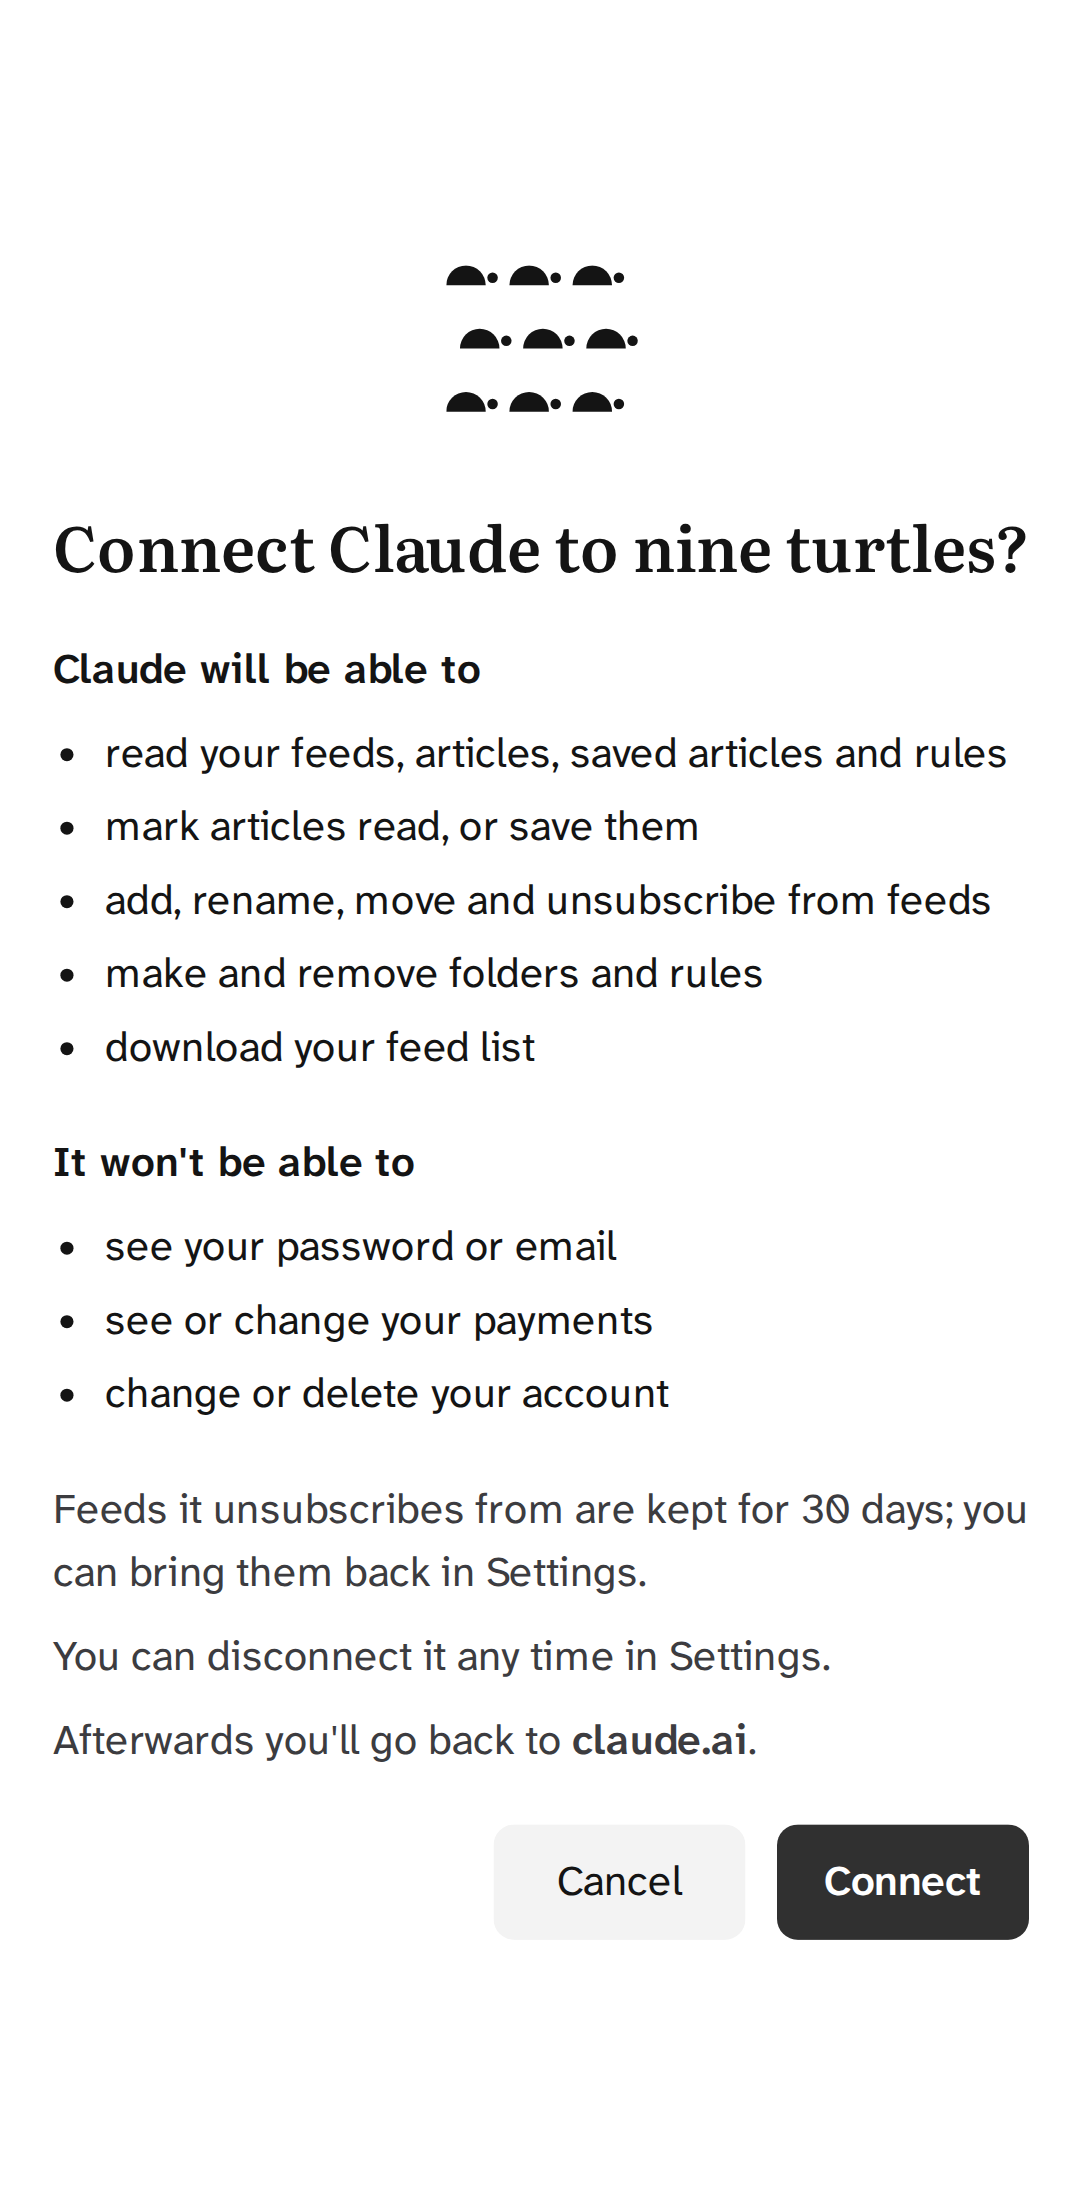 Connect Claude to nine turtles?
Claude will be able to
• read your feeds, articles, saved articles and rules
• mark articles read, or save them
• add, rename, move and unsubscribe from feeds
• make and remove folders and rules
• download your feed list
It won't be able to
• see your password or email
• see or change your payments
• change or delete your account
Feeds it unsubscribes from are kept for 30 days; you
can bring them back in Settings.
You can disconnect it any time in Settings.
Afterwards you'll go back to claude.ai.
Cancel
Connect